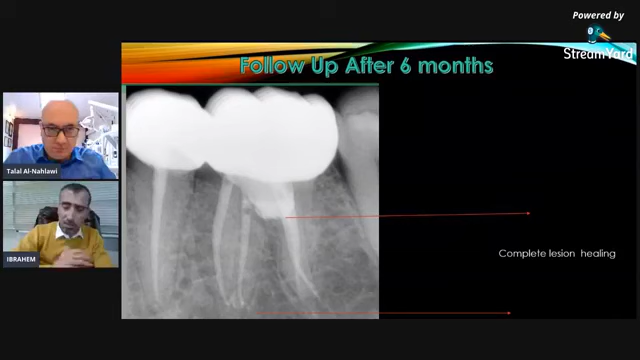 Powered by
StreamYard
Follow Up After 6 months
Talal Al-Nahlawi
IBRAHEM
Complete lesion healing